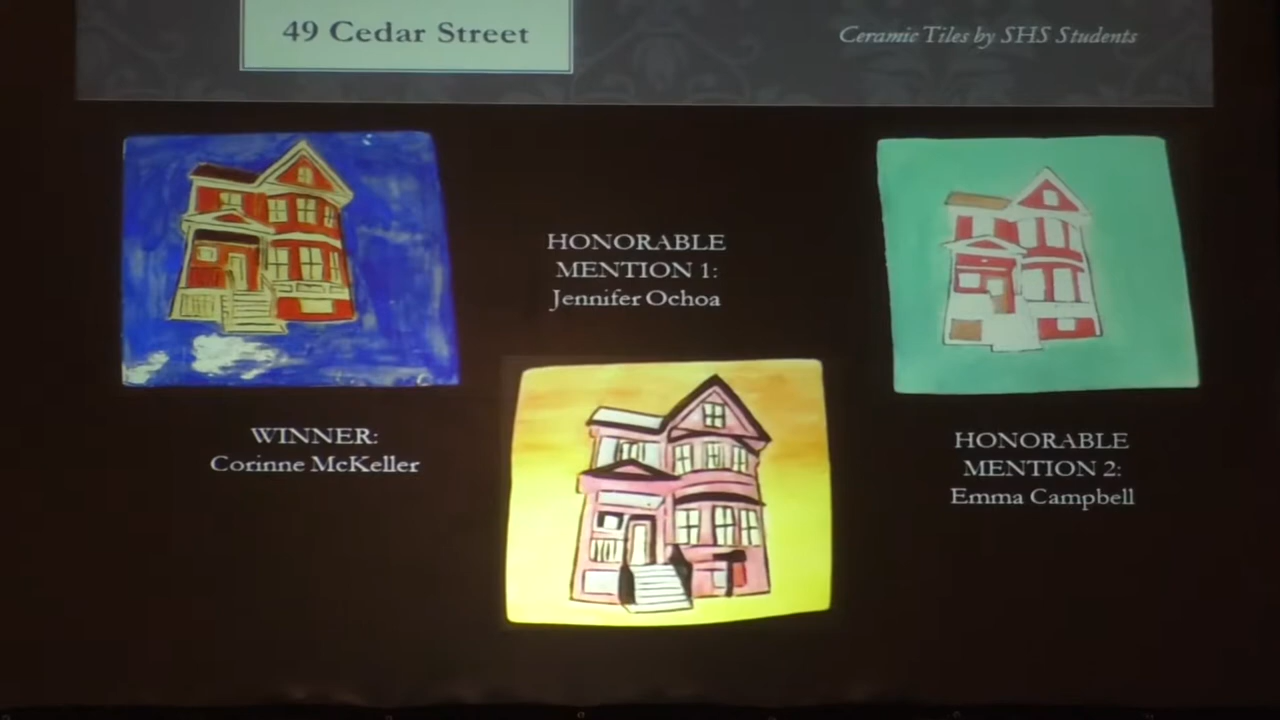 49 Cedar Street
Ceramic Tiles by SHS Students
HONORABLE
MENTION 1:
Jennifer Ochoa
WINNER:
Corinne McKeller
HONORABLE
MENTION 2:
Emma Campbell